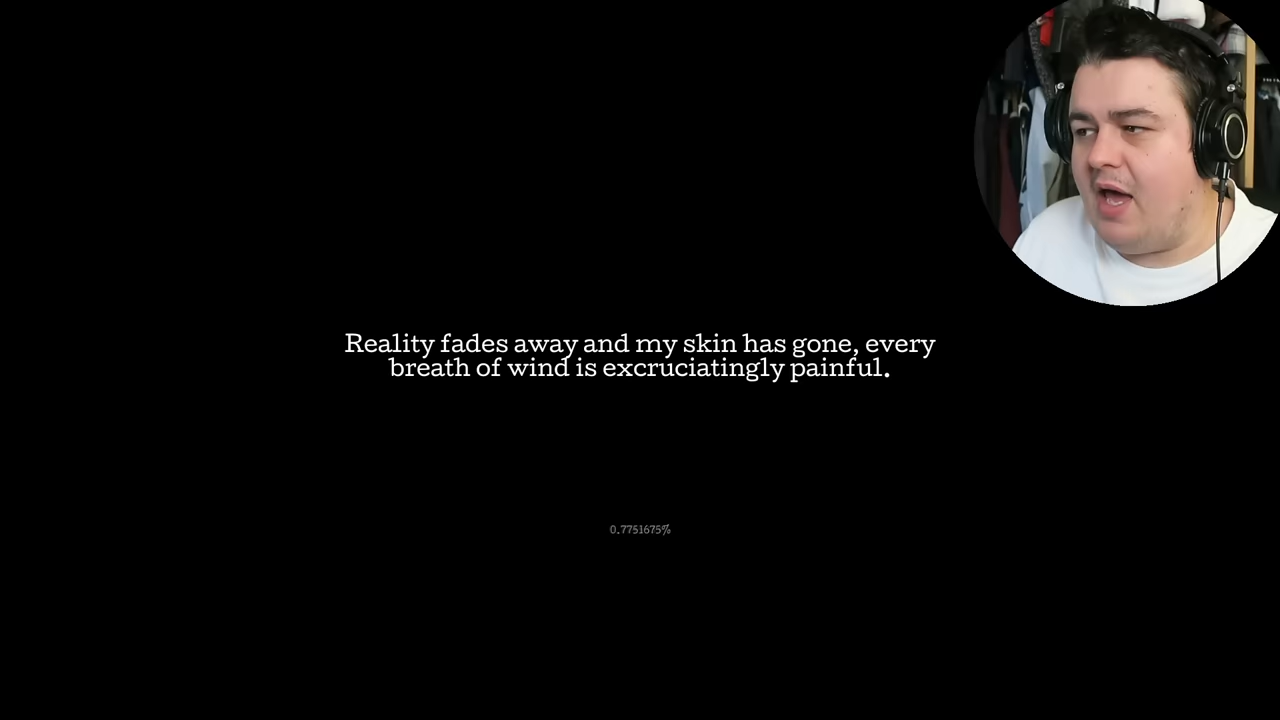 Reality fades away and my skin has gone, every
breath of wind is excruciatingly painful.
0.7751675%